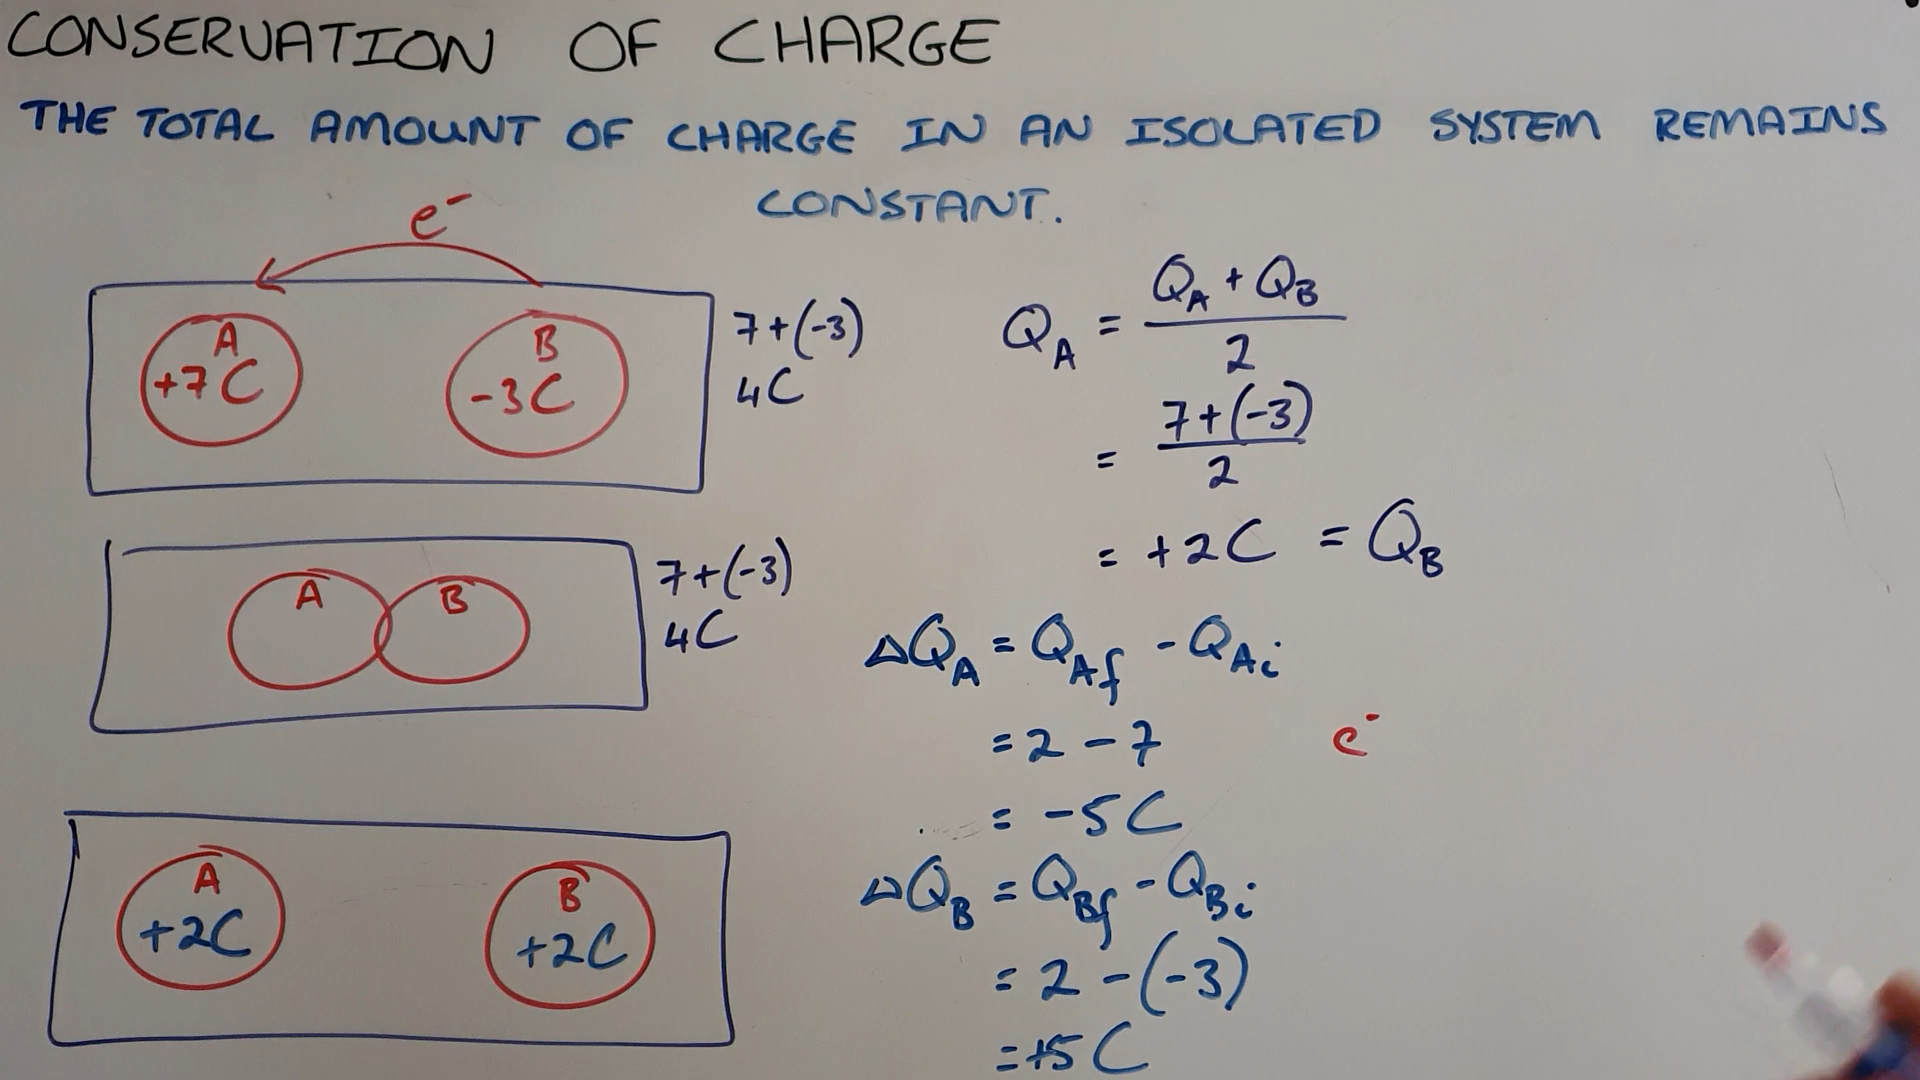 CONSERVATION OF CHARGE
THE TOTAL AMOUNT OF CHARGE IN AN ISOLATED SYSTEM REMAINS
CONSTANT.
e⁻
A
+7C
B
-3C
7+(-3)
4C
A
B
7+(-3)
4C
A
+2C
B
+2C
Q_A = (Q_A + Q_B)/2
= (7+(-3))/2
= +2C = Q_B
ΔQ_A = Q_Af - Q_Ai
= 2 - 7
e⁻
= -5C
ΔQ_B = Q_Bf - Q_Bi
= 2 - (-3)
= +5C